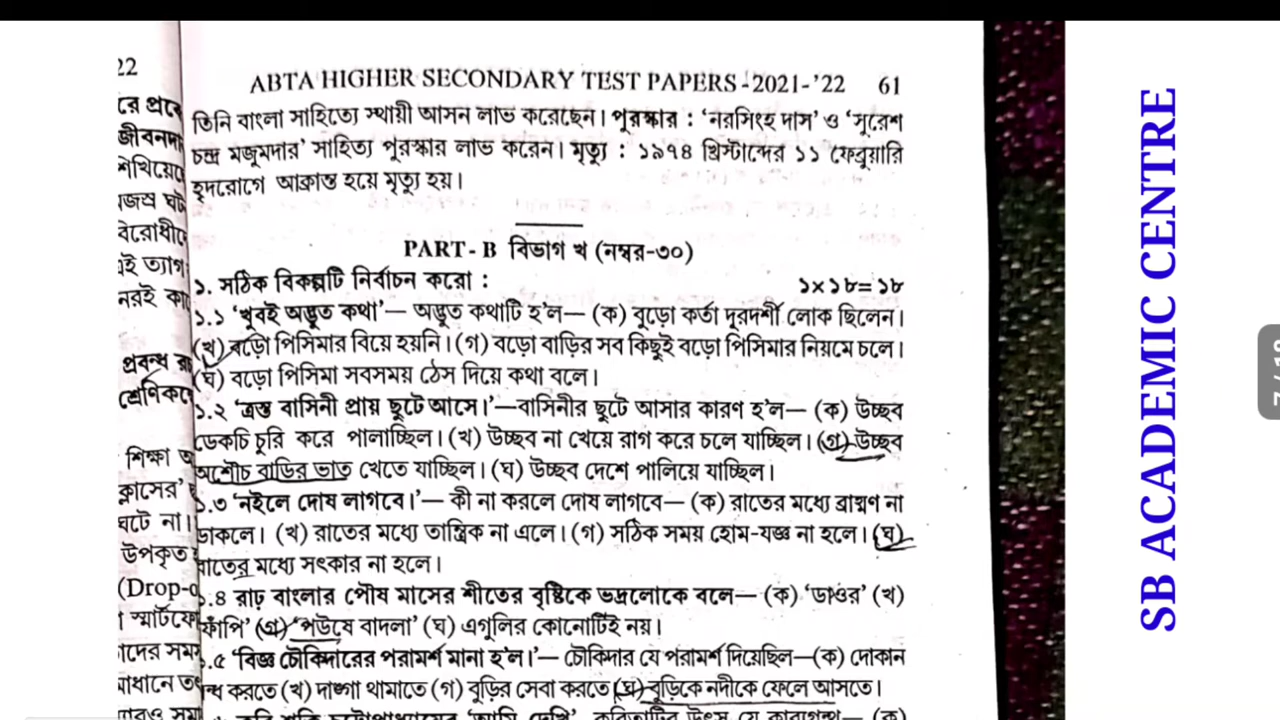 22
ABTA HIGHER SECONDARY TEST PAPERS-2021-'22 61
তিনি বাংলা সাহিত্যে স্থায়ী আসন লাভ করেছেন। পুরস্কার : 'নরসিংহ দাস' ও 'সুরেশ
চন্দ্র মজুমদার' সাহিত্য পুরস্কার লাভ করেন। মৃত্যু : ১৯৭৪ খ্রিস্টাব্দের ১১ ফেব্রুয়ারি
হৃদরোগে আক্রান্ত হয়ে মৃত্যু হয়।
PART- B বিভাগ খ (নম্বর-৩০)
১. সঠিক বিকল্পটি নির্বাচন করো : ১×১৮=১৮
১.১ 'খুবই অদ্ভুত কথা'— অদ্ভুত কথাটি হ'ল— (ক) বুড়ো কর্তা দূরদর্শী লোক ছিলেন।
(খ) বড়ো পিসিমার বিয়ে হয়নি। (গ) বড়ো বাড়ির সব কিছুই বড়ো পিসিমার নিয়মে চলে।
(ঘ) বড়ো পিসিমা সবসময় ঠেস দিয়ে কথা বলে।
১.২ 'ত্রস্ত বাসিনী প্রায় ছুটে আসে।'—বাসিনীর ছুটে আসার কারণ হ'ল— (ক) উচ্ছব
ডেকচি চুরি করে পালাচ্ছিল। (খ) উচ্ছব না খেয়ে রাগ করে চলে যাচ্ছিল। (গ) উচ্ছব
অশৌচ বাড়ির ভাত খেতে যাচ্ছিল। (ঘ) উচ্ছব দেশে পালিয়ে যাচ্ছিল।
১.৩ 'নইলে দোষ লাগবে।'— কী না করলে দোষ লাগবে— (ক) রাতের মধ্যে ব্রাহ্মণ না
ডাকলে। (খ) রাতের মধ্যে তান্ত্রিক না এলে। (গ) সঠিক সময় হোম-যজ্ঞ না হলে। (ঘ)
রাতের মধ্যে সৎকার না হলে।
১.৪ রাঢ় বাংলার পৌষ মাসের শীতের বৃষ্টিকে ভদ্রলোকে বলে— (ক) 'ডাওর' (খ)
ফাঁপি' (গ) 'পউষে বাদলা' (ঘ) এগুলির কোনোটিই নয়।
১.৫ 'বিজ্ঞ চৌকিদারের পরামর্শ মানা হ'ল।'— চৌকিদার যে পরামর্শ দিয়েছিল—(ক) দোকান
ন্ধ করতে (খ) দাঙ্গা থামাতে (গ) বুড়ির সেবা করতে (ঘ) বুড়িকে নদীকে ফেলে আসতে।
SB ACADEMIC CENTRE
7 / 18